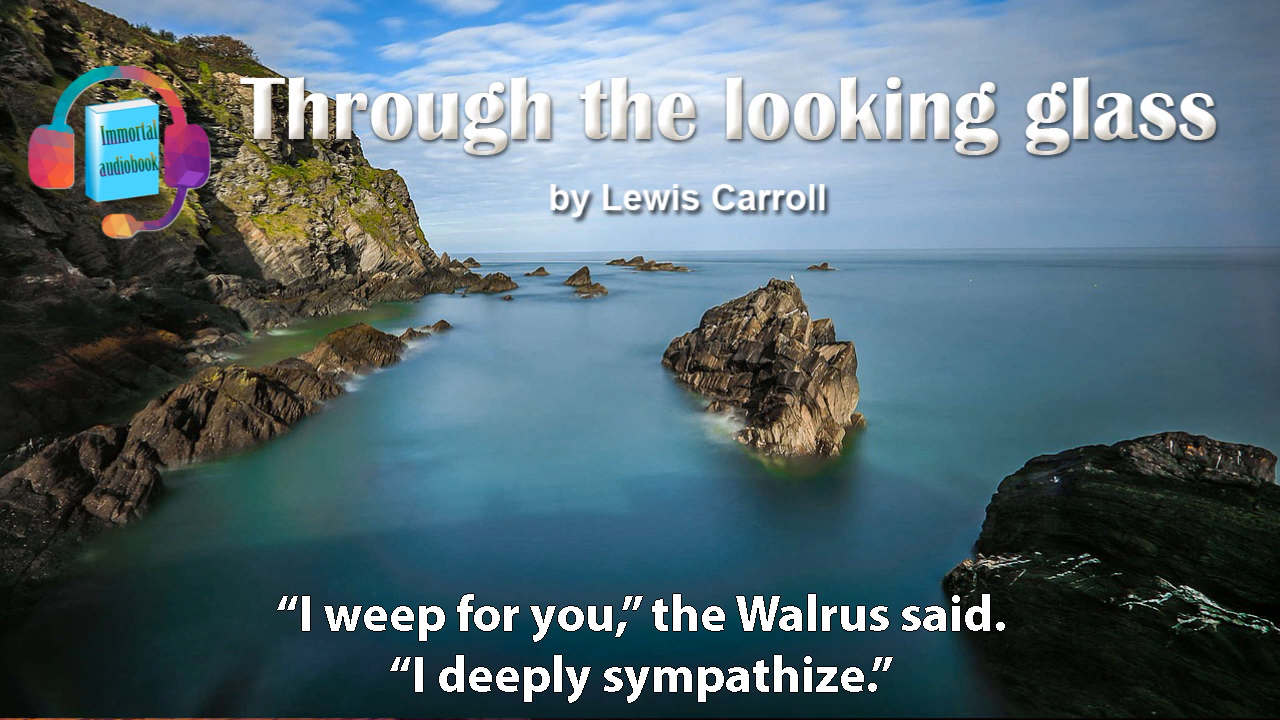 Through the looking glass
by Lewis Carroll
Immortal
audiobook
“I weep for you,” the Walrus said.
“I deeply sympathize.”